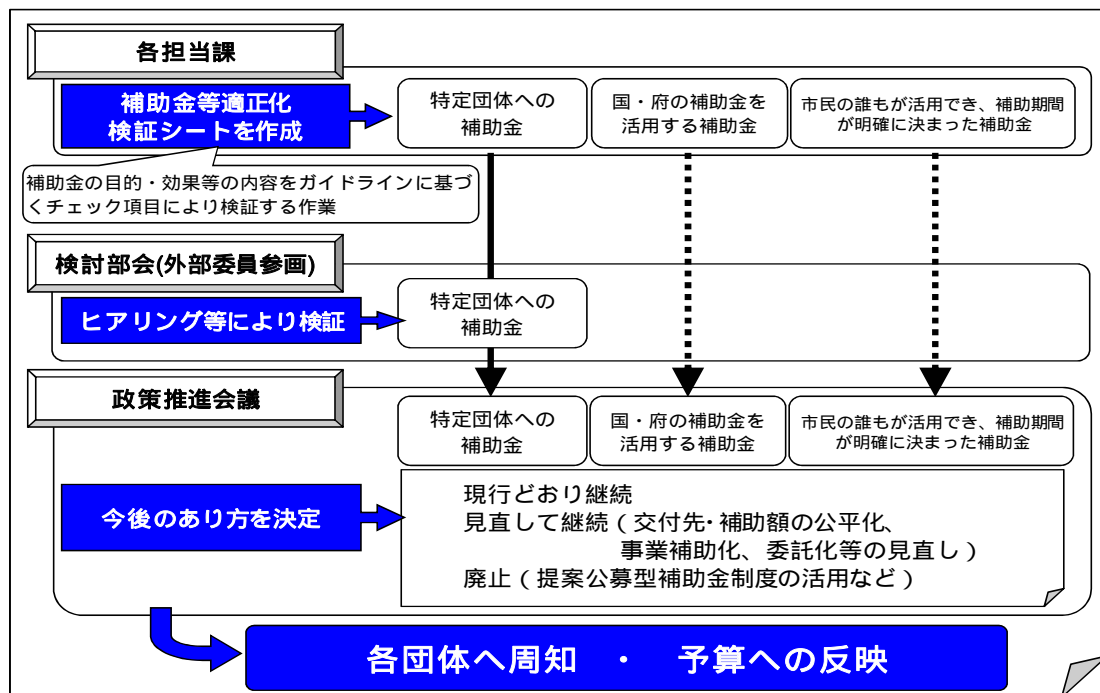 各担当課
補助金等適正化
検証シートを作成
特定団体への
補助金
国・府の補助金を
活用する補助金
市民の誰もが活用でき、補助期間
が明確に決まった補助金
補助金の目的・効果等の内容をガイドラインに基づ
くチェック項目により検証する作業
検討部会(外部委員参画)
ヒアリング等により検証
特定団体への
補助金
政策推進会議
特定団体への
補助金
国・府の補助金を
活用する補助金
市民の誰もが活用でき、補助期間
が明確に決まった補助金
今後のあり方を決定
現行どおり継続
見直して継続(交付先・補助額の公平化、
事業補助化、委託化等の見直し)
廃止(提案公募型補助金制度の活用など)
各団体へ周知 ・ 予算への反映